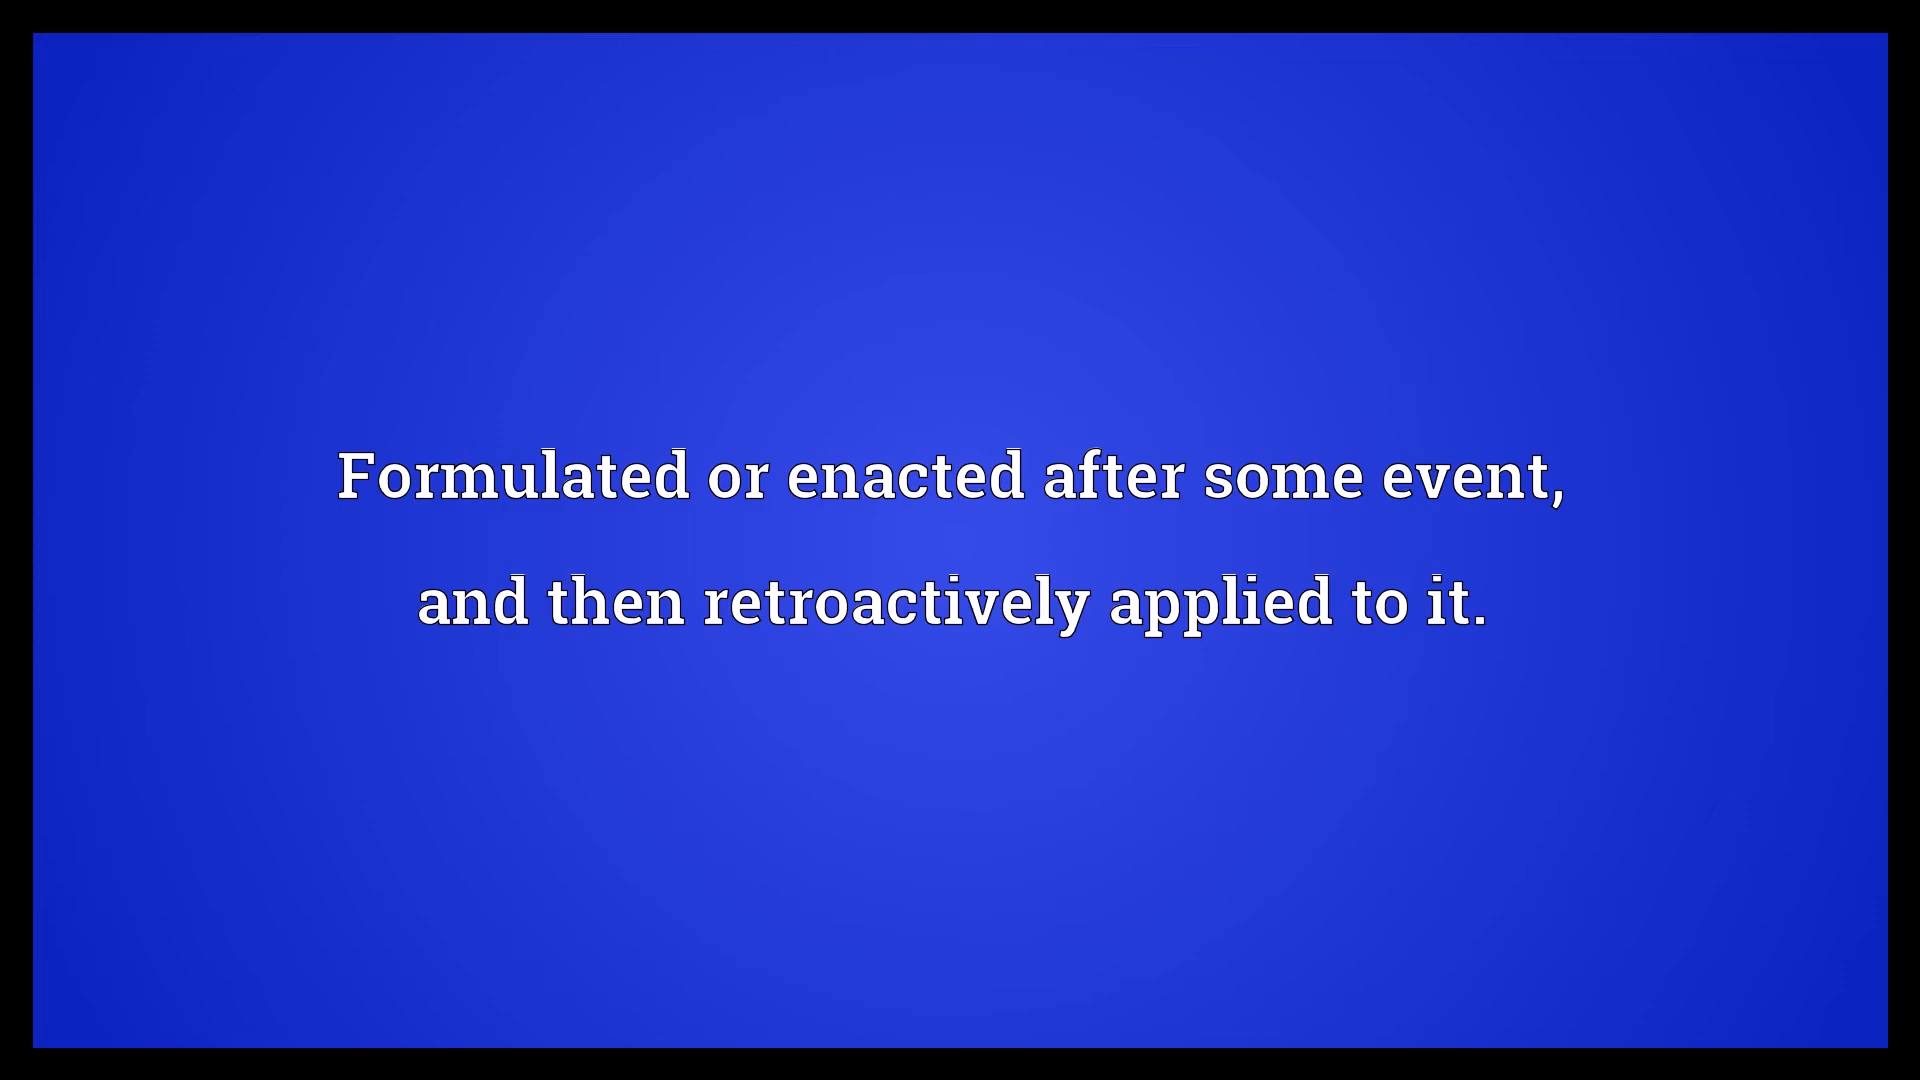 Formulated or enacted after some event,
and then retroactively applied to it.